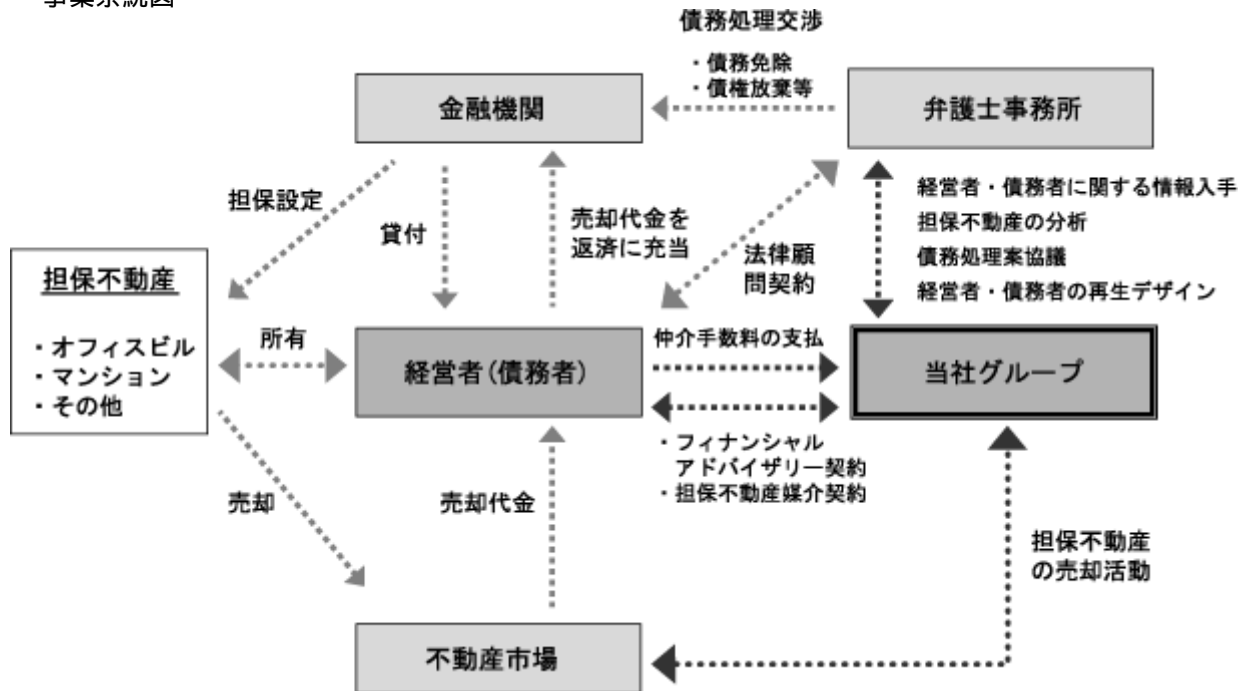 事業系統図
債務処理交渉
・債務免除
・債権放棄等
金融機関
弁護士事務所
担保設定
貸付
売却代金を
返済に充当
法律顧
問契約
経営者・債務者に関する情報入手
担保不動産の分析
債務処理案協議
経営者・債務者の再生デザイン
担保不動産
・オフィスビル
・マンション
・その他
所有
経営者(債務者)
仲介手数料の支払
当社グループ
・フィナンシャル
アドバイザリー契約
・担保不動産媒介契約
売却
売却代金
担保不動産
の売却活動
不動産市場